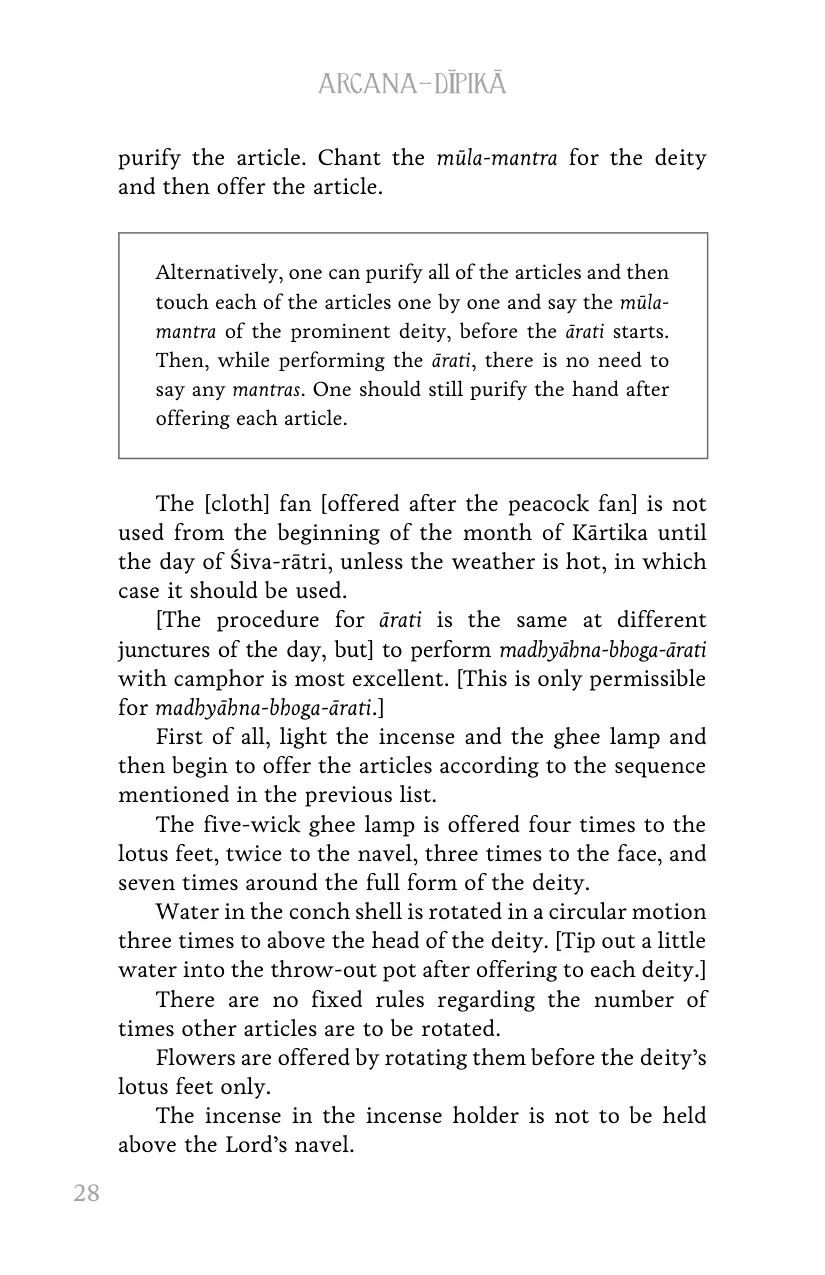 ARCANA–DĪPIKĀ
purify the article. Chant the mūla-mantra for the deity
and then offer the article.
Alternatively, one can purify all of the articles and then
touch each of the articles one by one and say the mūla-
mantra of the prominent deity, before the ārati starts.
Then, while performing the ārati, there is no need to
say any mantras. One should still purify the hand after
offering each article.
The [cloth] fan [offered after the peacock fan] is not
used from the beginning of the month of Kārtika until
the day of Śiva-rātri, unless the weather is hot, in which
case it should be used.
[The procedure for ārati is the same at different
junctures of the day, but] to perform madhyāhna-bhoga-ārati
with camphor is most excellent. [This is only permissible
for madhyāhna-bhoga-ārati.]
First of all, light the incense and the ghee lamp and
then begin to offer the articles according to the sequence
mentioned in the previous list.
The five-wick ghee lamp is offered four times to the
lotus feet, twice to the navel, three times to the face, and
seven times around the full form of the deity.
Water in the conch shell is rotated in a circular motion
three times to above the head of the deity. [Tip out a little
water into the throw-out pot after offering to each deity.]
There are no fixed rules regarding the number of
times other articles are to be rotated.
Flowers are offered by rotating them before the deity’s
lotus feet only.
The incense in the incense holder is not to be held
above the Lord’s navel.
28